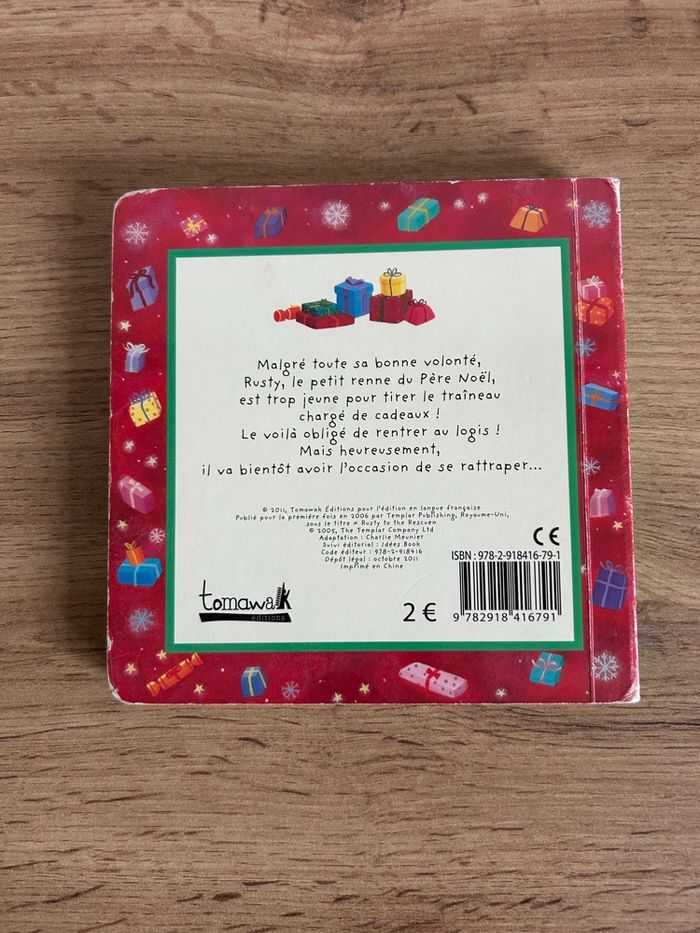 Malgré toute sa bonne volonté,
Rusty, le petit renne du Père Noël,
est trop jeune pour tirer le traîneau
chargé de cadeaux !
Le voilà obligé de rentrer au logis !
Mais heureusement,
il va bientôt avoir l'occasion de se rattraper...
© 2011, Tomawak Éditions pour l'édition en langue française
Publié pour la première fois en 2006 par Templar Publishing, Royaume-Uni,
sous le titre « Rusty to the Rescue»
© 2005, The Templar Company Ltd
Adaptation : Charlie Meunier
Suivi éditorial : Idées Book
Code éditeur : 978-2-918416
Dépôt légal : octobre 2011
Imprimé en Chine
CE
ISBN : 978-2-918416-79-1
tomawak
éditions
2 €
9 782918 416791